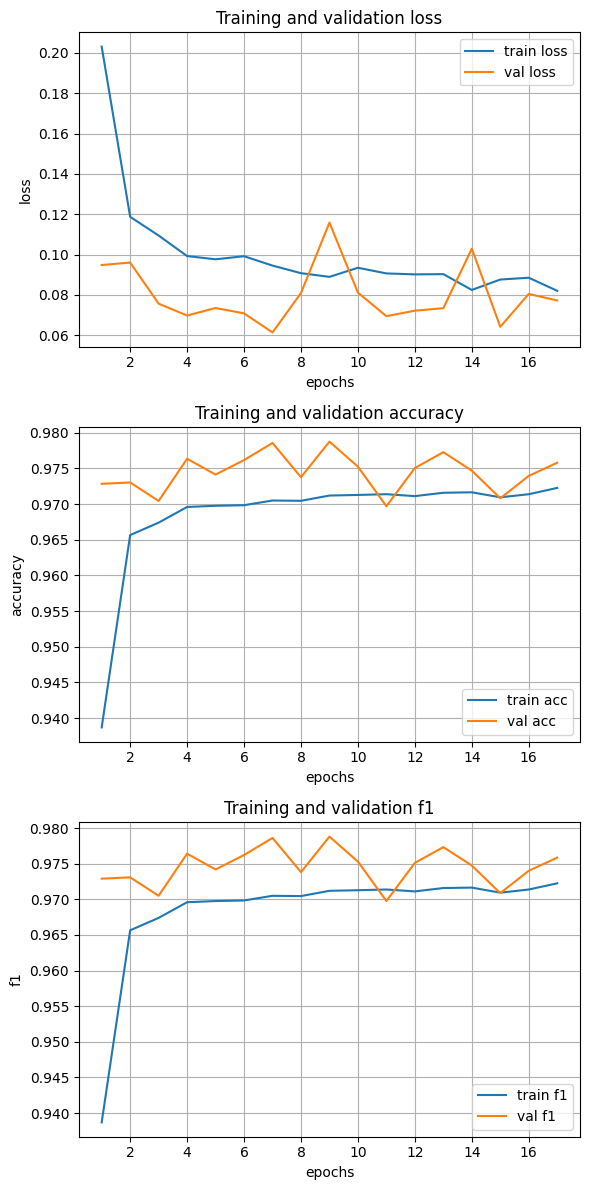 Training and validation loss
train loss
val loss
0.20
0.18
0.16
0.14
0.12
0.10
0.08
0.06
loss
2 4 6 8 10 12 14 16
epochs
Training and validation accuracy
0.980
0.975
0.970
0.965
0.960
0.955
0.950
0.945
0.940
accuracy
train acc
val acc
2 4 6 8 10 12 14 16
epochs
Training and validation f1
0.980
0.975
0.970
0.965
0.960
0.955
0.950
0.945
0.940
f1
train f1
val f1
2 4 6 8 10 12 14 16
epochs